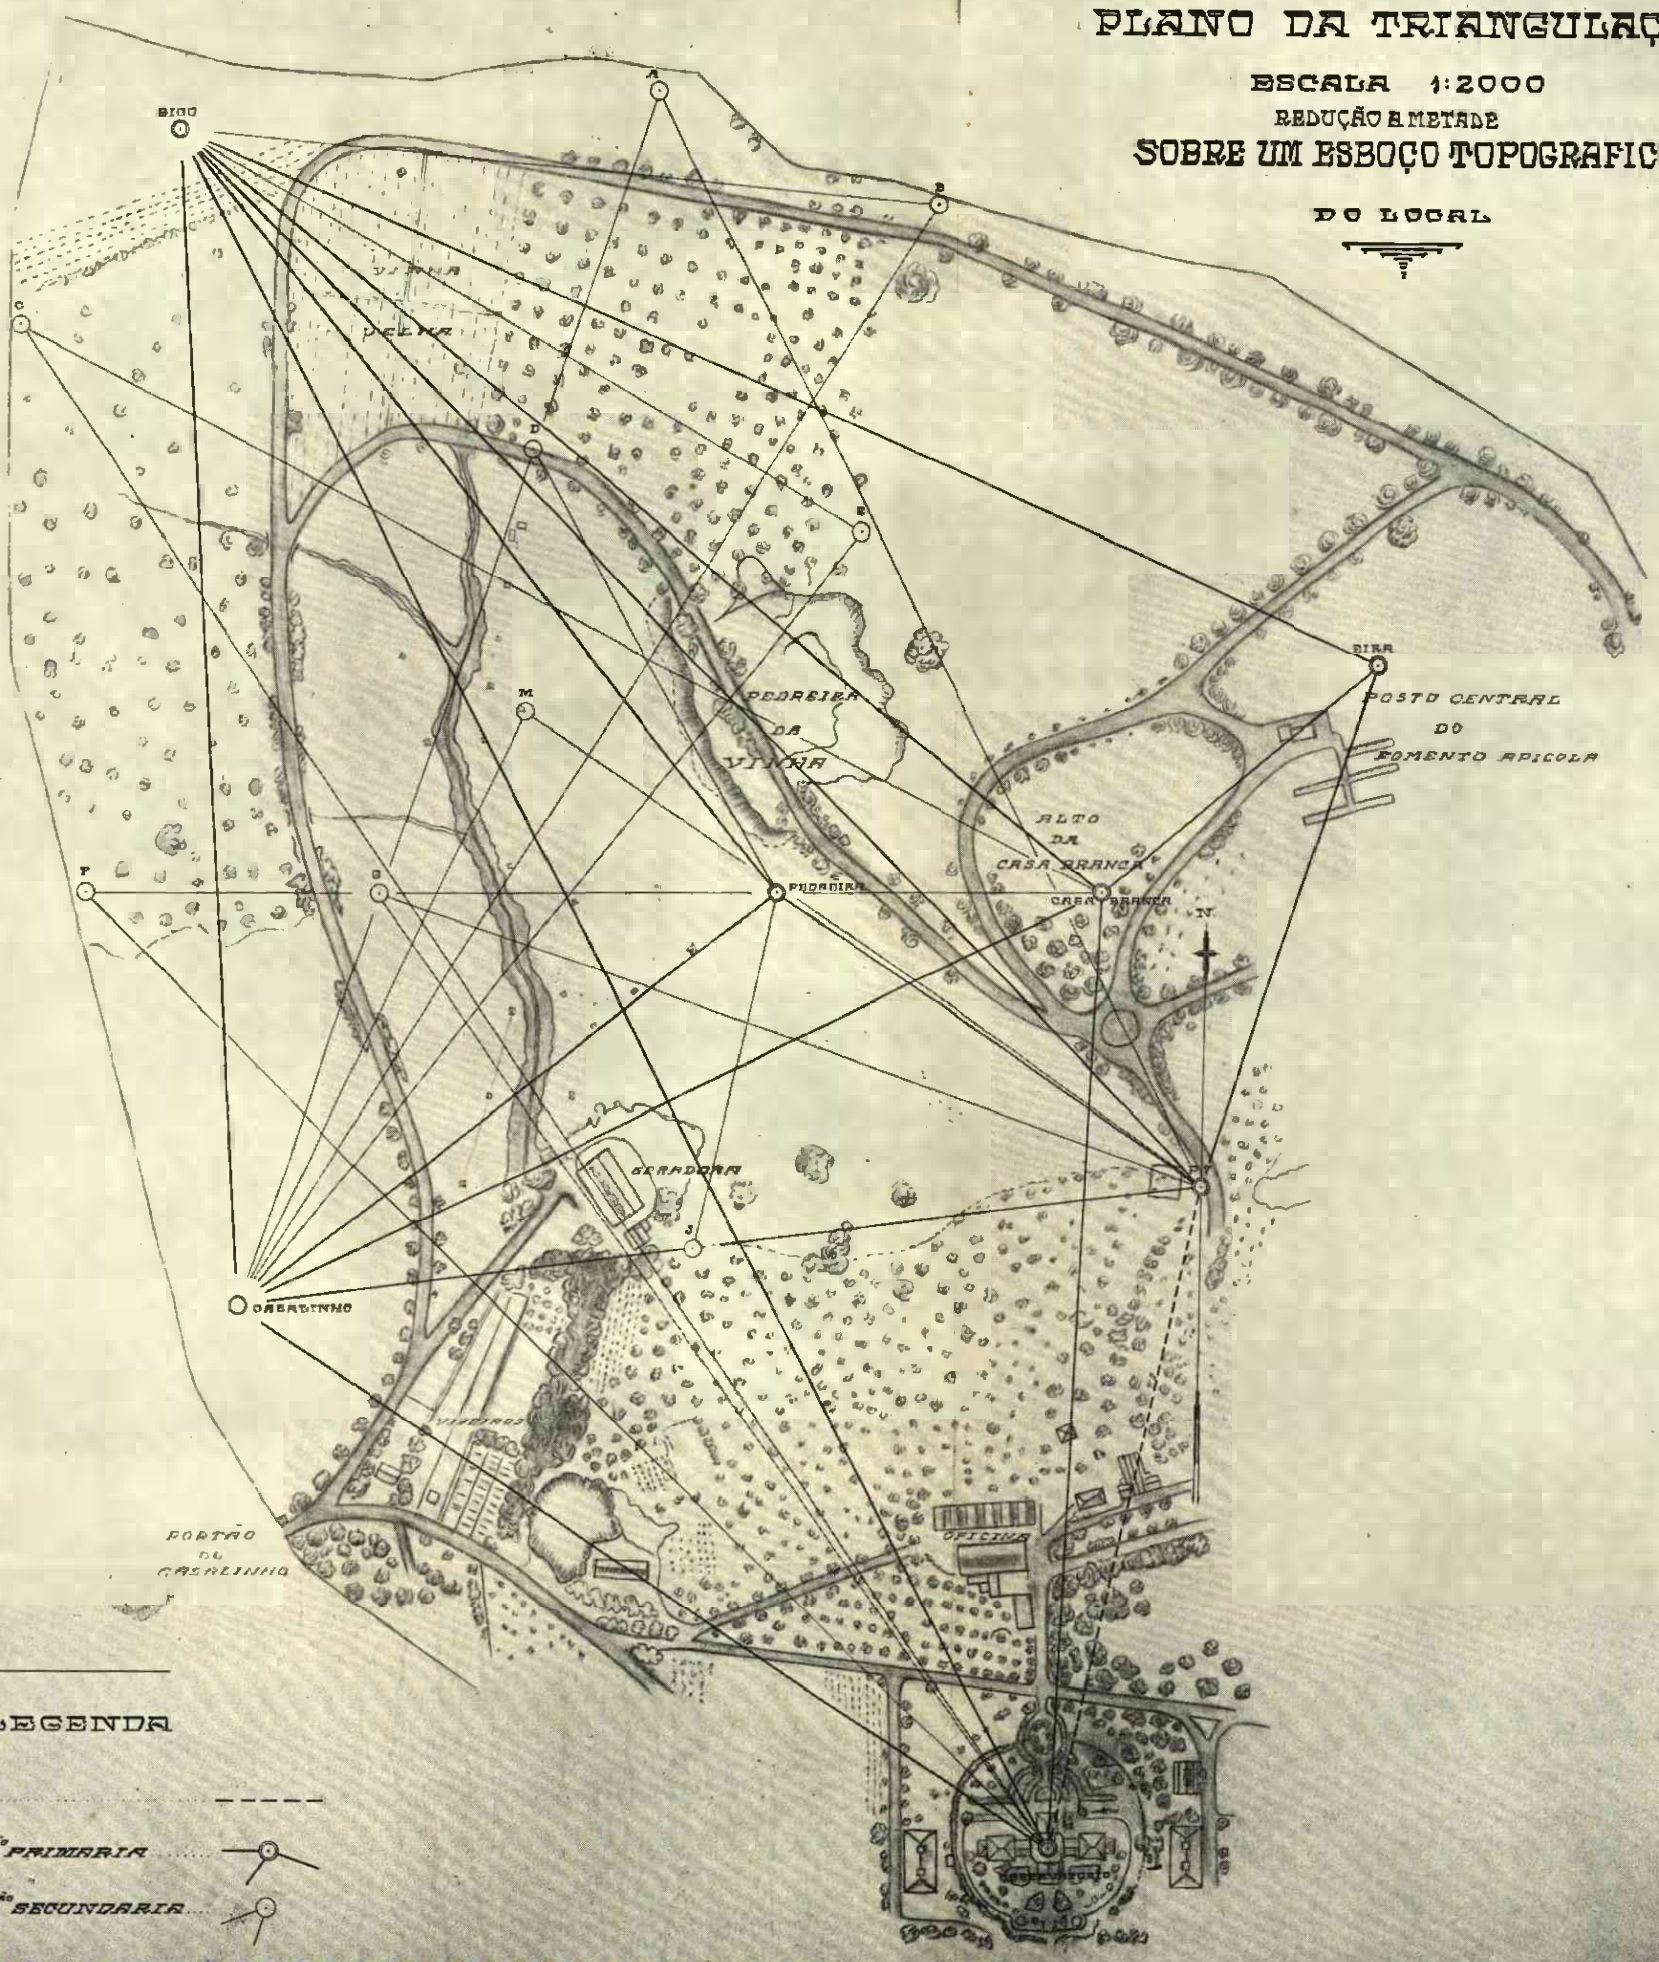 PLANO DA TRIANGULAÇ
ESCALA 1:2000
REDUÇÃO A METADE
SOBRE UM ESBOÇO TOPOGRAFIC
DO LOCAL
BICO
A
B
C
VINHA
VELHA
D
E
EIRA
POSTO CENTRAL
DO
FOMENTO APICOLA
M
PEDREIRA
DA
VINHA
ALTO
DA
CASA BRANCA
F
G
PEDREIRA
CASA BRANCA
N
GERADORA
J
CASALINHO
VIVEIROS
PORTÃO
DO
CASALINHO
OFICINA
LEGENDA
PRIMARIA
SECUNDARIA